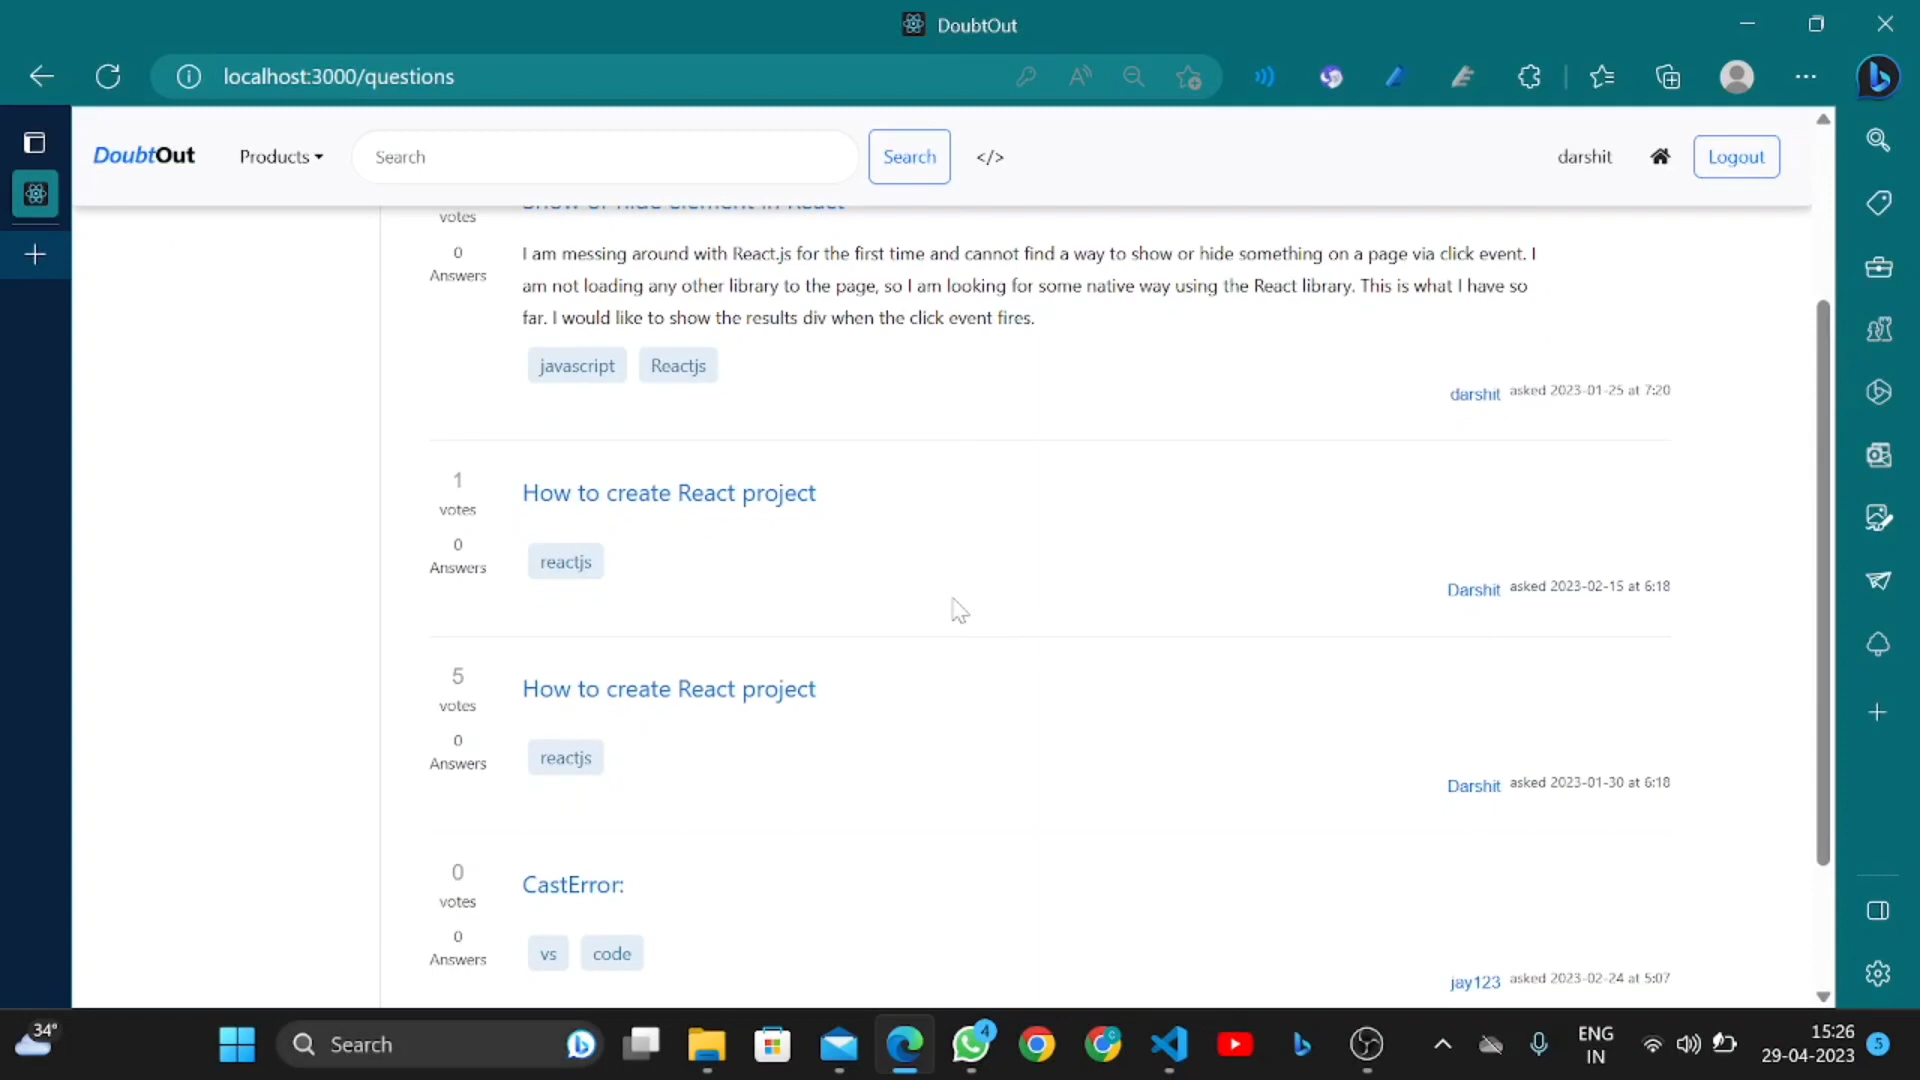 DoubtOut
localhost:3000/questions
DoubtOut
Products
Search
Search
</>
darshit
Logout
Show or hide element in React
votes
0
Answers
I am messing around with React.js for the first time and cannot find a way to show or hide something on a page via click event. I
am not loading any other library to the page, so I am looking for some native way using the React library. This is what I have so
far. I would like to show the results div when the click event fires.
javascript Reactjs
darshit asked 2023-01-25 at 7:20
1
votes
How to create React project
0
Answers
reactjs
Darshit asked 2023-02-15 at 6:18
5
votes
How to create React project
0
Answers
reactjs
Darshit asked 2023-01-30 at 6:18
0
votes
CastError:
0
Answers
vs code
jay123 asked 2023-02-24 at 5:07
34°
Search
4
ENG
IN
15:26
29-04-2023
5